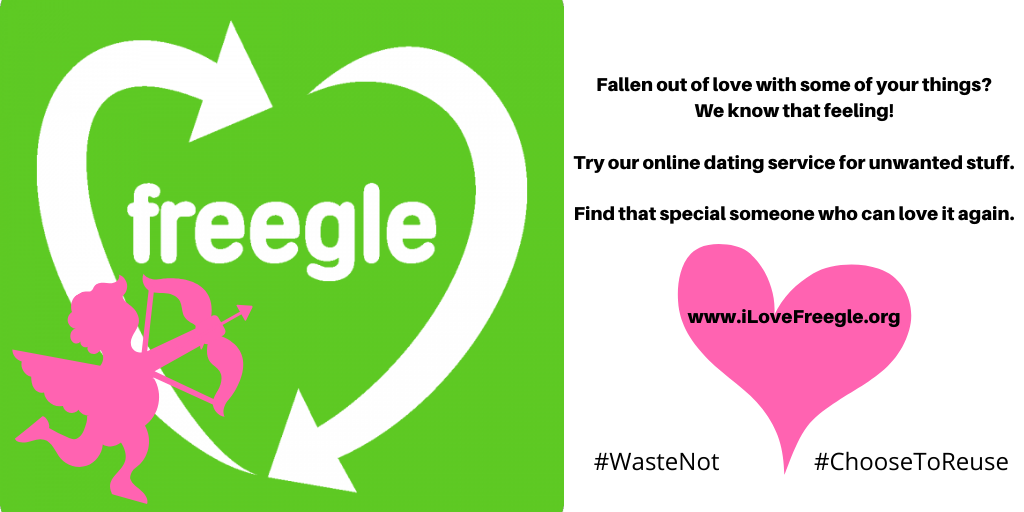 freegle
Fallen out of love with some of your things?
We know that feeling!
Try our online dating service for unwanted stuff.
Find that special someone who can love it again.
www.iLoveFreegle.org
#WasteNot
#ChooseToReuse